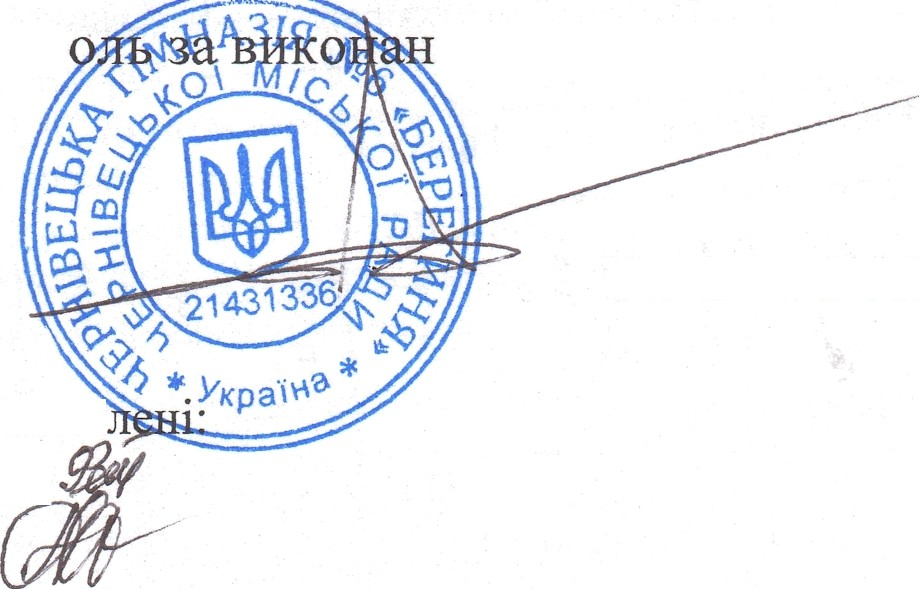 оль за виконан
ЧЕРНІВЕЦЬКА ГІМНАЗІЯ №6 «БЕРЕГИНЯ»
ЧЕРНІВЕЦЬКОЇ МІСЬКОЇ РАДИ
21431336
* Україна *
лені: